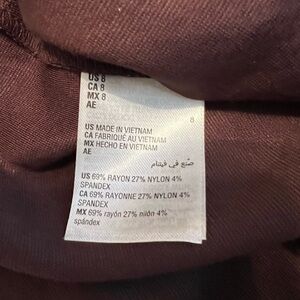 US 8
CA 8
MX 8
AE
8
US MADE IN VIETNAM
CA FABRIQUÉ AU VIETNAM
MX HECHO EN VIETNAM
AE
صُنع في فيتنام
US 69% RAYON 27% NYLON 4%
SPANDEX
CA 69% RAYONNE 27% NYLON 4%
SPANDEX
MX 69% rayón 27% nilón 4%
spándex